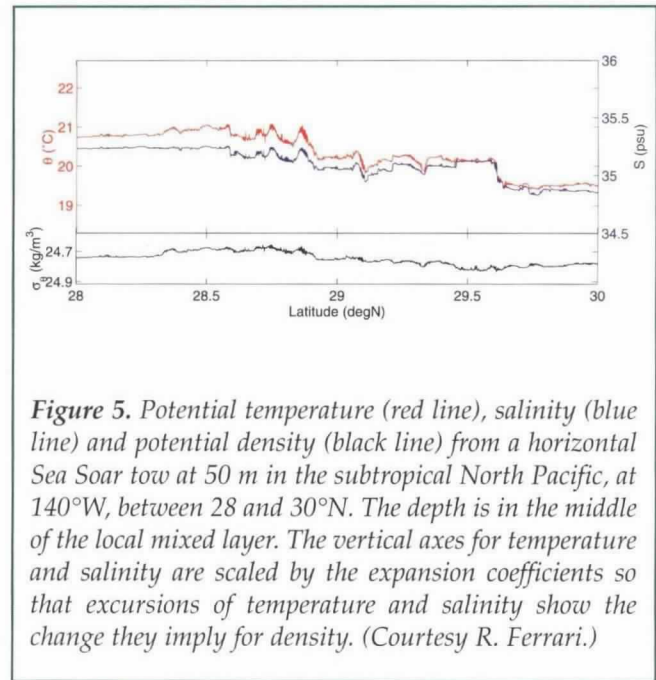 22
21
20
19
θ (°C)
36
35.5
35
34.5
S (psu)
24.7
24.9
σθ (kg/m³)
28
28.5
29
29.5
30
Latitude (degN)
Figure 5. Potential temperature (red line), salinity (blue
line) and potential density (black line) from a horizontal
Sea Soar tow at 50 m in the subtropical North Pacific, at
140°W, between 28 and 30°N. The depth is in the middle
of the local mixed layer. The vertical axes for temperature
and salinity are scaled by the expansion coefficients so
that excursions of temperature and salinity show the
change they imply for density. (Courtesy R. Ferrari.)